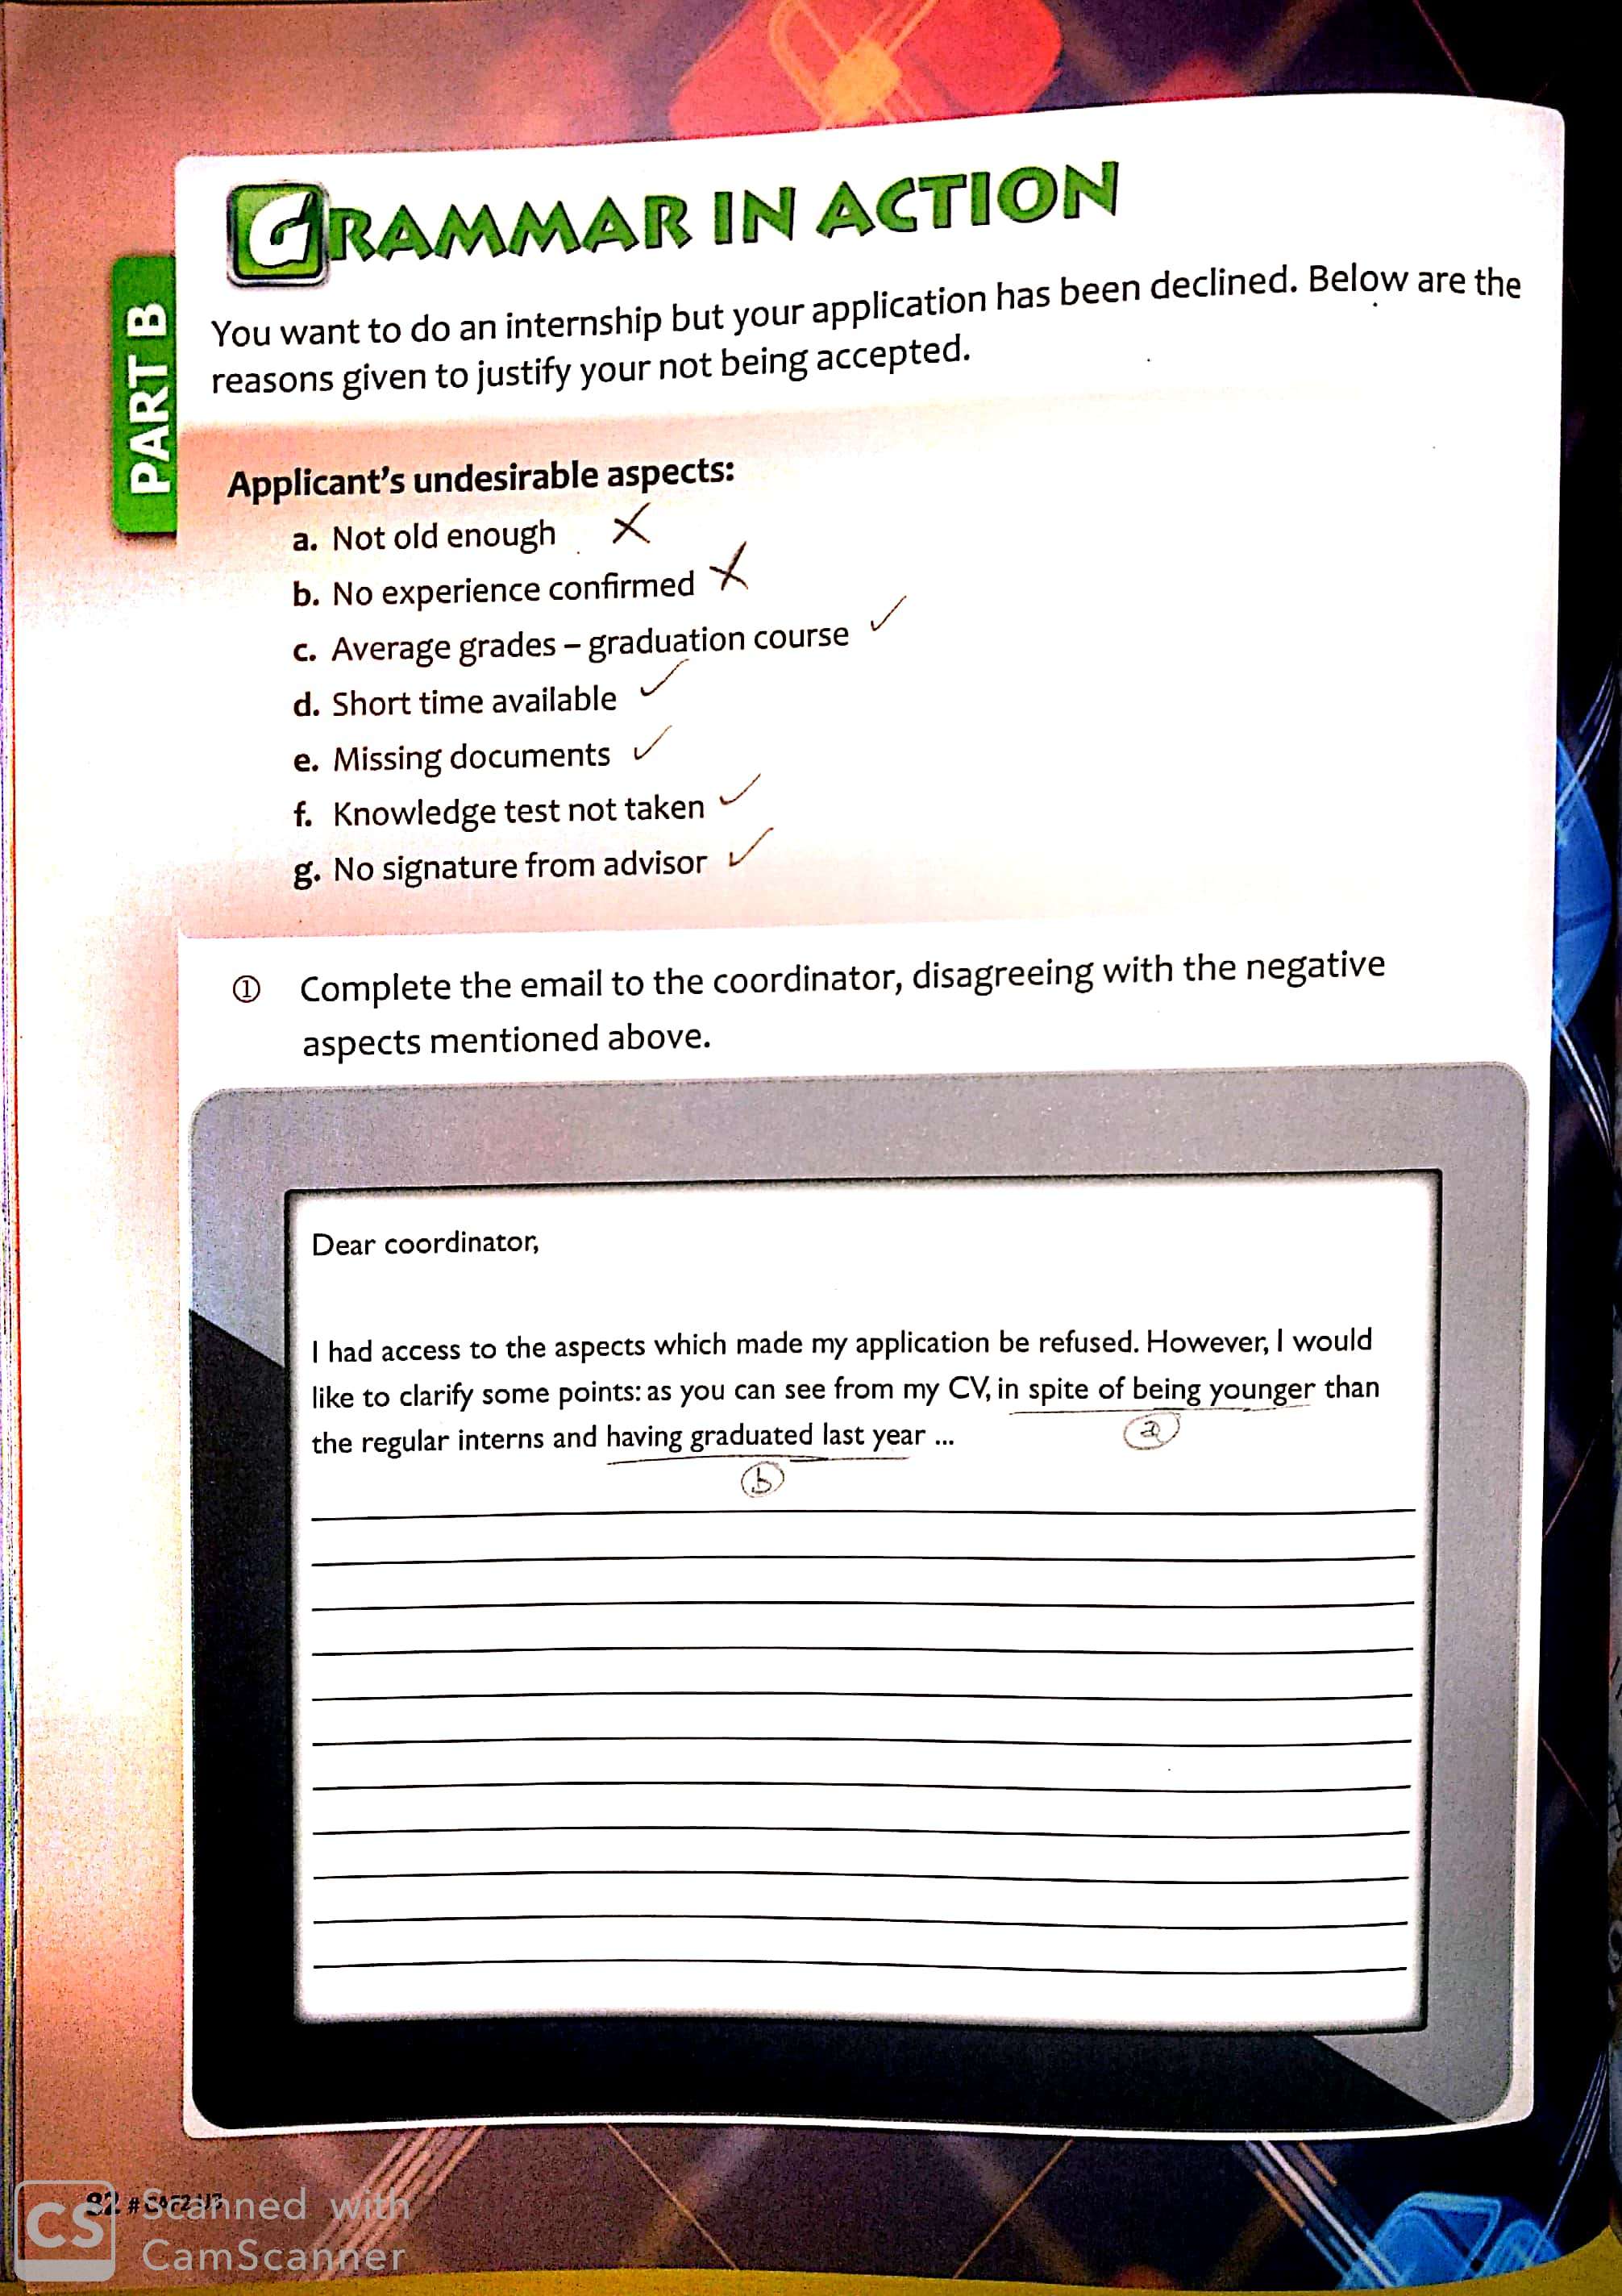 GRAMMAR IN ACTION
PART B
You want to do an internship but your application has been declined. Below are the
reasons given to justify your not being accepted.
Applicant's undesirable aspects:
a. Not old enough X
b. No experience confirmed X
c. Average grades – graduation course ✓
d. Short time available ✓
e. Missing documents ✓
f. Knowledge test not taken ✓
g. No signature from advisor ✓
① Complete the email to the coordinator, disagreeing with the negative
aspects mentioned above.
Dear coordinator,
I had access to the aspects which made my application be refused. However, I would
like to clarify some points: as you can see from my CV, in spite of being younger than
the regular interns and having graduated last year ...
a
b
82 #
CS Scanned with
CamScanner